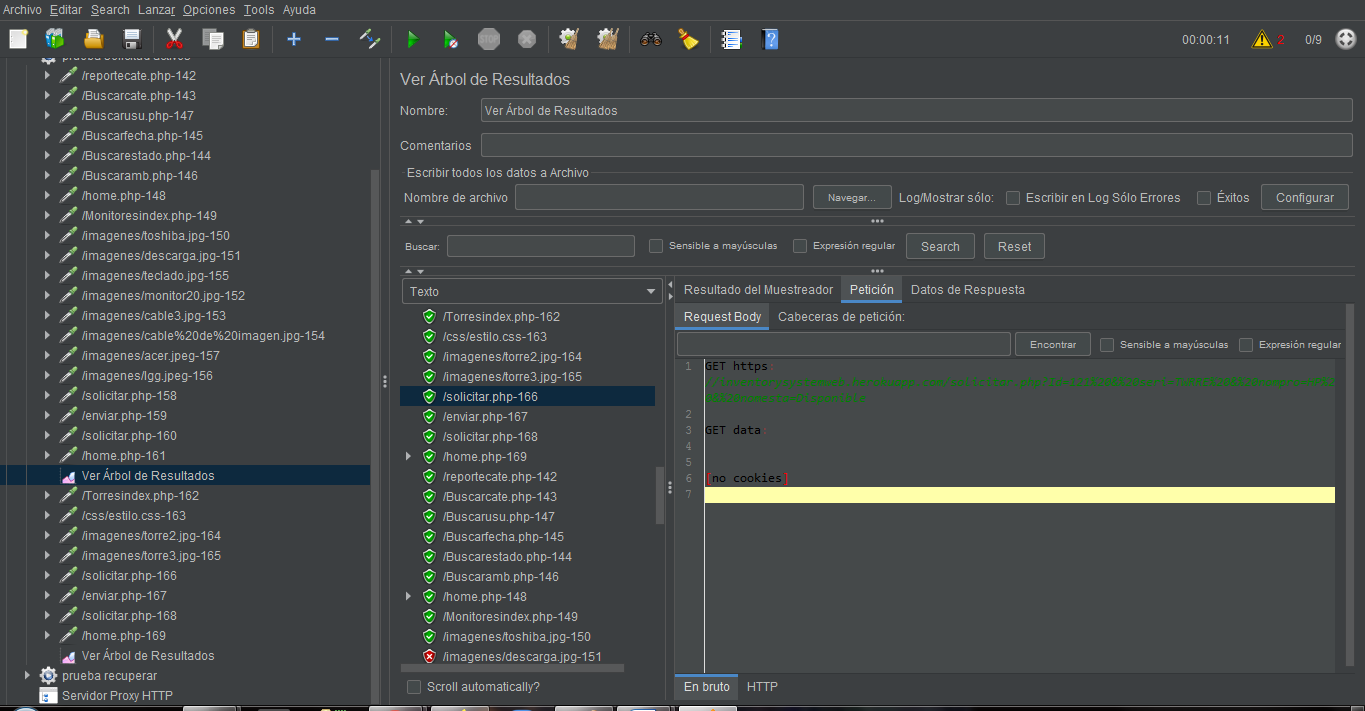 Archivo Editar Search Lanzar Opciones Tools Ayuda
00:00:11 2 0/9
prueba solicitud activos
/reportecate.php-142
/Buscarcate.php-143
/Buscarusu.php-147
/Buscarfecha.php-145
/Buscarestado.php-144
/Buscaramb.php-146
/home.php-148
/Monitoresindex.php-149
/imagenes/toshiba.jpg-150
/imagenes/descarga.jpg-151
/imagenes/teclado.jpg-155
/imagenes/monitor20.jpg-152
/imagenes/cable3.jpg-153
/imagenes/cable%20de%20imagen.jpg-154
/imagenes/acer.jpeg-157
/imagenes/lgg.jpeg-156
/solicitar.php-158
/enviar.php-159
/solicitar.php-160
/home.php-161
Ver Árbol de Resultados
/Torresindex.php-162
/css/estilo.css-163
/imagenes/torre2.jpg-164
/imagenes/torre3.jpg-165
/solicitar.php-166
/enviar.php-167
/solicitar.php-168
/home.php-169
Ver Árbol de Resultados
prueba recuperar
Servidor Proxy HTTP
Ver Árbol de Resultados
Nombre: Ver Árbol de Resultados
Comentarios
Escribir todos los datos a Archivo
Nombre de archivo Navegar... Log/Mostrar sólo: Escribir en Log Sólo Errores Éxitos Configurar
Buscar: Sensible a mayúsculas Expresión regular Search Reset
Texto
/Torresindex.php-162
/css/estilo.css-163
/imagenes/torre2.jpg-164
/imagenes/torre3.jpg-165
/solicitar.php-166
/enviar.php-167
/solicitar.php-168
/home.php-169
/reportecate.php-142
/Buscarcate.php-143
/Buscarusu.php-147
/Buscarfecha.php-145
/Buscarestado.php-144
/Buscaramb.php-146
/home.php-148
/Monitoresindex.php-149
/imagenes/toshiba.jpg-150
/imagenes/descarga.jpg-151
Scroll automatically?
Resultado del Muestreador Petición Datos de Respuesta
Request Body Cabeceras de petición:
Encontrar Sensible a mayúsculas Expresión regular
1 GET https:
2
3 GET data:
4
5
6 [no cookies]
7
En bruto HTTP